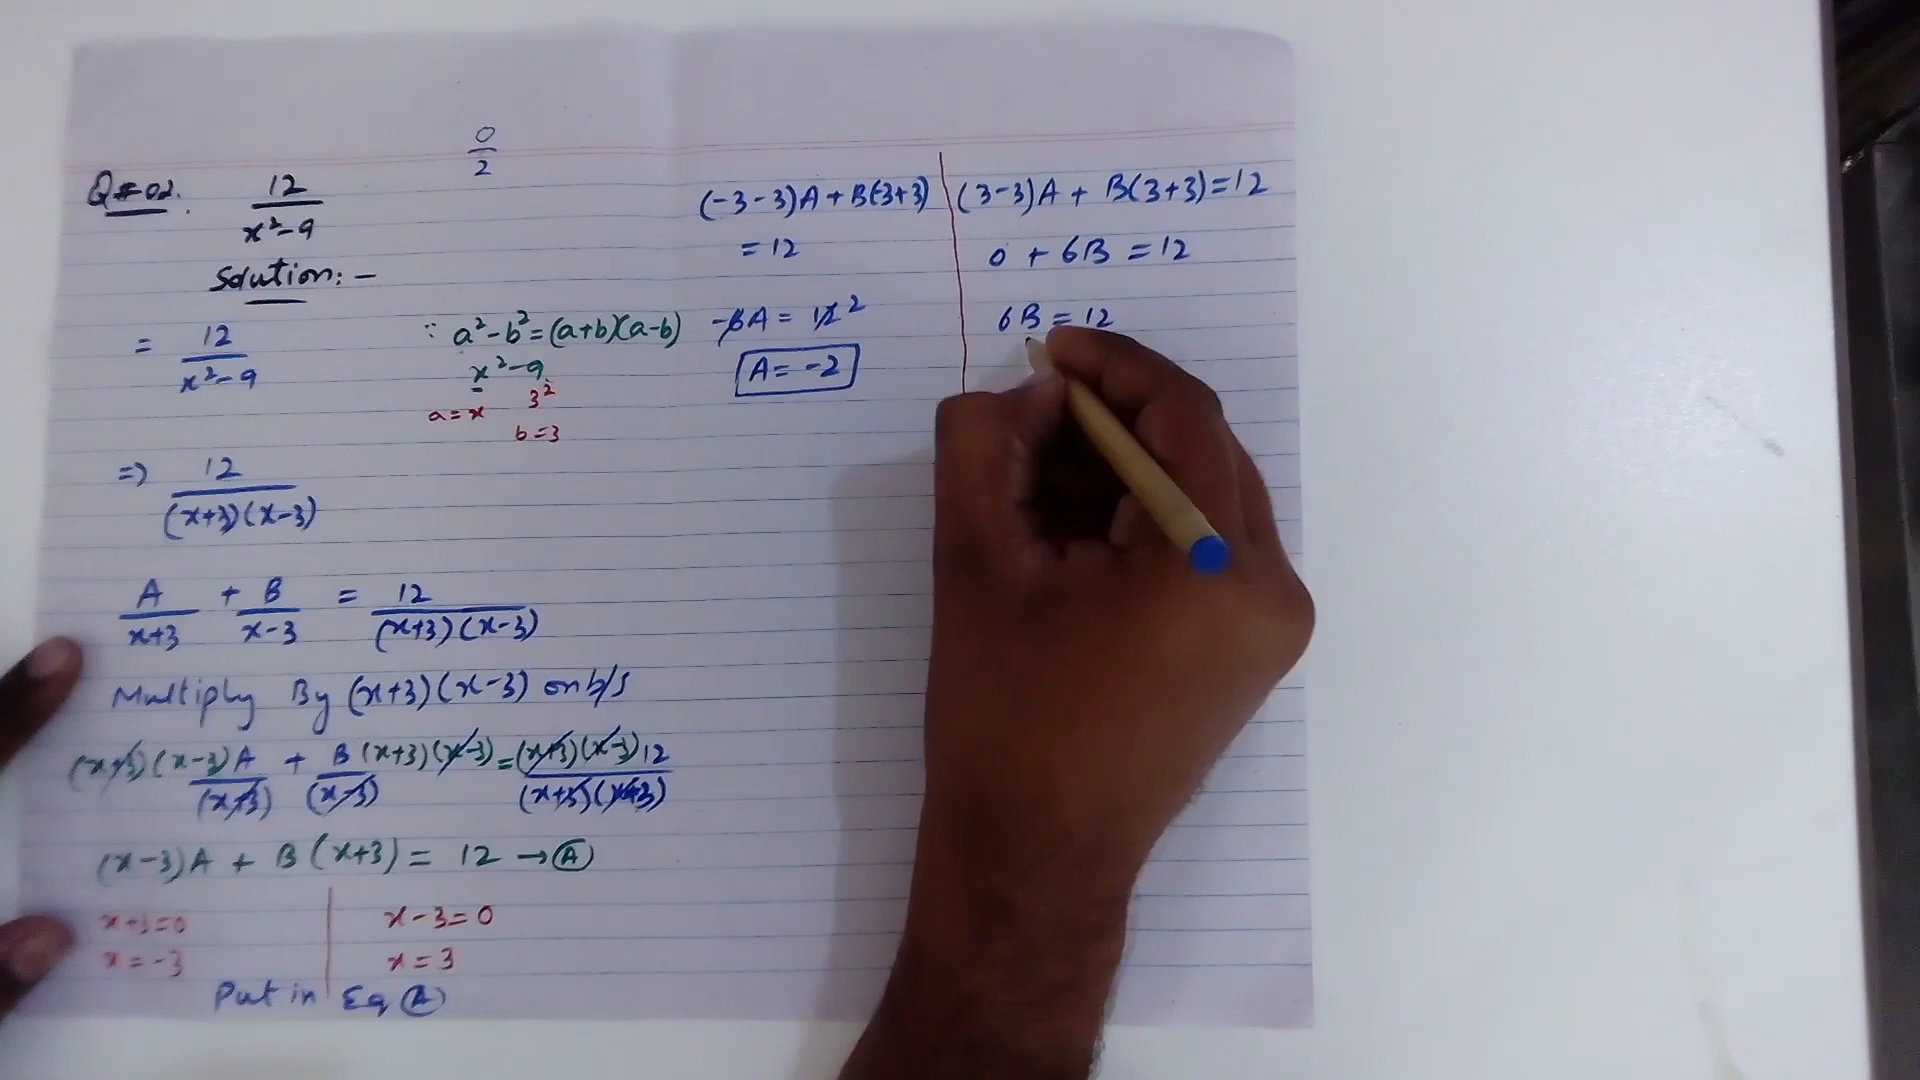 0/2
Q#02. 12/(x²-9)
Solution:-
= 12/(x²-9)
∵ a²-b²=(a+b)(a-b)
x²-9
a=x 3²
b=3
=> 12/((x+3)(x-3))
A/(x+3) + B/(x-3) = 12/((x+3)(x-3))
Multiply By (x+3)(x-3) on b/s
(x+3)(x-3)A/(x+3) + B(x+3)(x-3)/(x-3) = (x+3)(x-3)12/((x+3)(x+3))
(x-3)A + B(x+3) = 12 → Ⓐ
x+3=0
x=-3
x-3=0
x=3
Put in Eq Ⓐ
(-3-3)A+B(-3+3)
=12
-6A = 12 2
A=-2
(3-3)A + B(3+3)=12
0 + 6B = 12
6B = 12